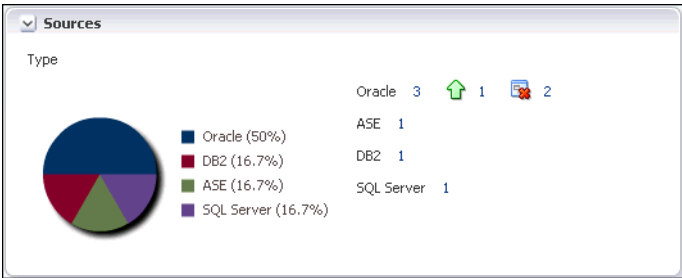 Sources
Type
Oracle 3 1 2
ASE 1
DB2 1
SQL Server 1
Oracle (50%)
DB2 (16.7%)
ASE (16.7%)
SQL Server (16.7%)